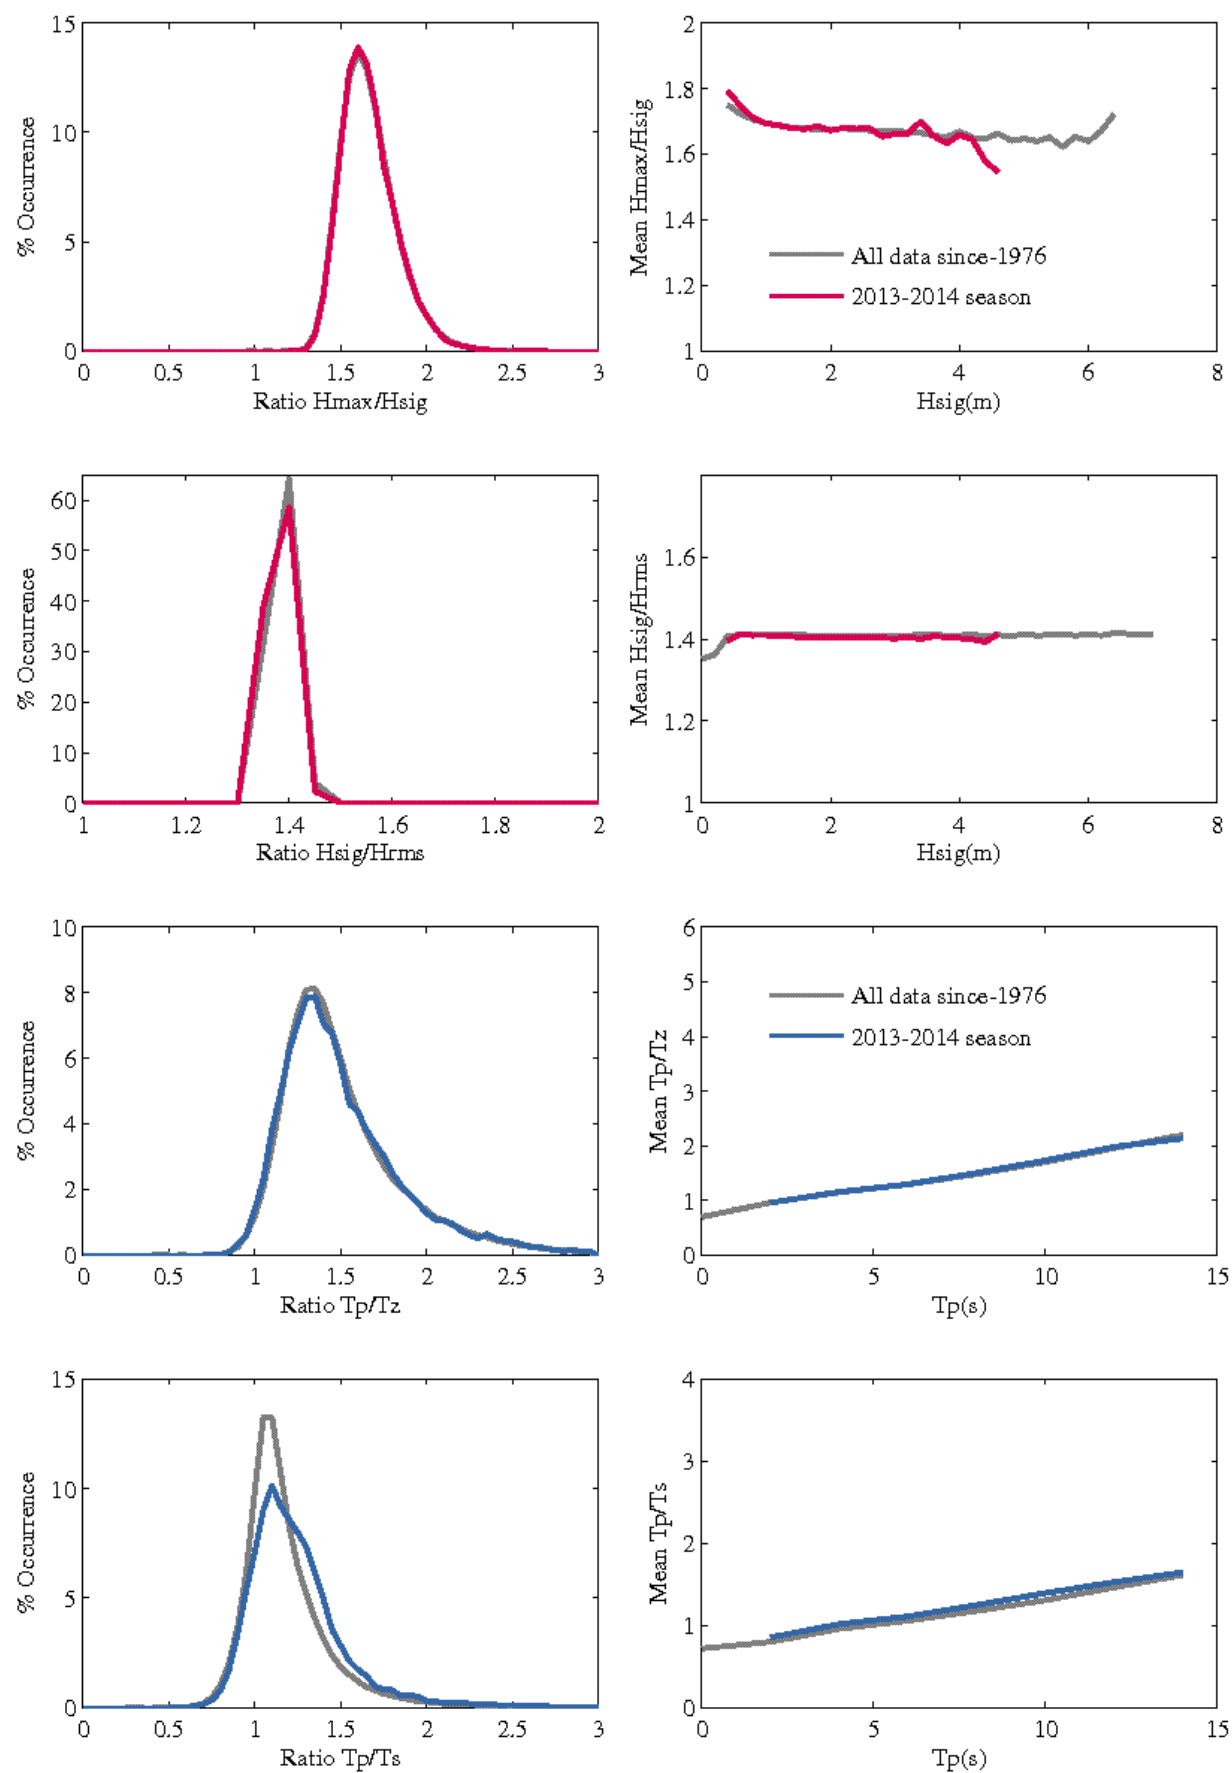 15
10
5
0
% Occurrence
0 0.5 1 1.5 2 2.5 3
Ratio Hmax/Hsig
2
1.8
1.6
1.4
1.2
1
Mean Hmax/Hsig
All data since-1976
2013-2014 season
0 2 4 6 8
Hsig(m)
60
50
40
30
20
10
0
% Occurrence
1 1.2 1.4 1.6 1.8 2
Ratio Hsig/Hrms
1.6
1.4
1.2
1
Mean Hsig/Hrms
0 2 4 6 8
Hsig(m)
10
8
6
4
2
0
% Occurrence
0 0.5 1 1.5 2 2.5 3
Ratio Tp/Tz
6
5
4
3
2
1
0
Mean Tp/Tz
All data since-1976
2013-2014 season
0 5 10 15
Tp(s)
15
10
5
0
% Occurrence
0 0.5 1 1.5 2 2.5 3
Ratio Tp/Ts
4
3
2
1
0
Mean Tp/Ts
0 5 10 15
Tp(s)